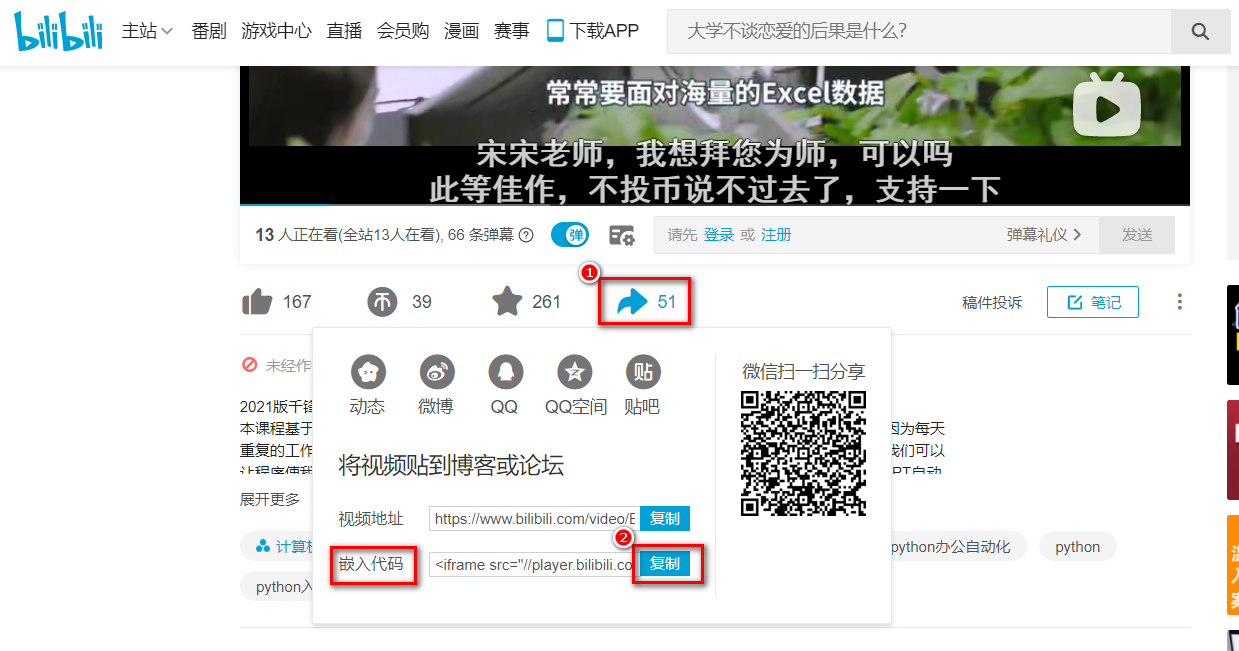 bilibili 主站 番剧 游戏中心 直播 会员购 漫画 赛事 下载APP 大学不谈恋爱的后果是什么?
常常要面对海量的Excel数据
宋宋老师，我想拜您为师，可以吗
此等佳作，不投币说不过去了，支持一下
13 人正在看(全站13人在看), 66 条弹幕 弹 请先 登录 或 注册 弹幕礼仪 发送
1
167 币 39 261 51 稿件投诉 笔记
未经作
贴 微信扫一扫分享
动态 微博 QQ QQ空间 贴吧
2021版千锋
本课程基于 因为每天
重复的工作 我们可以
让程序使我 PPT自动
将视频贴到博客或论坛
展开更多
视频地址 https://www.bilibili.com/video/ 复制
2
计算机 嵌入代码 <iframe src="//player.bilibili.co 复制 python办公自动化 python
python入